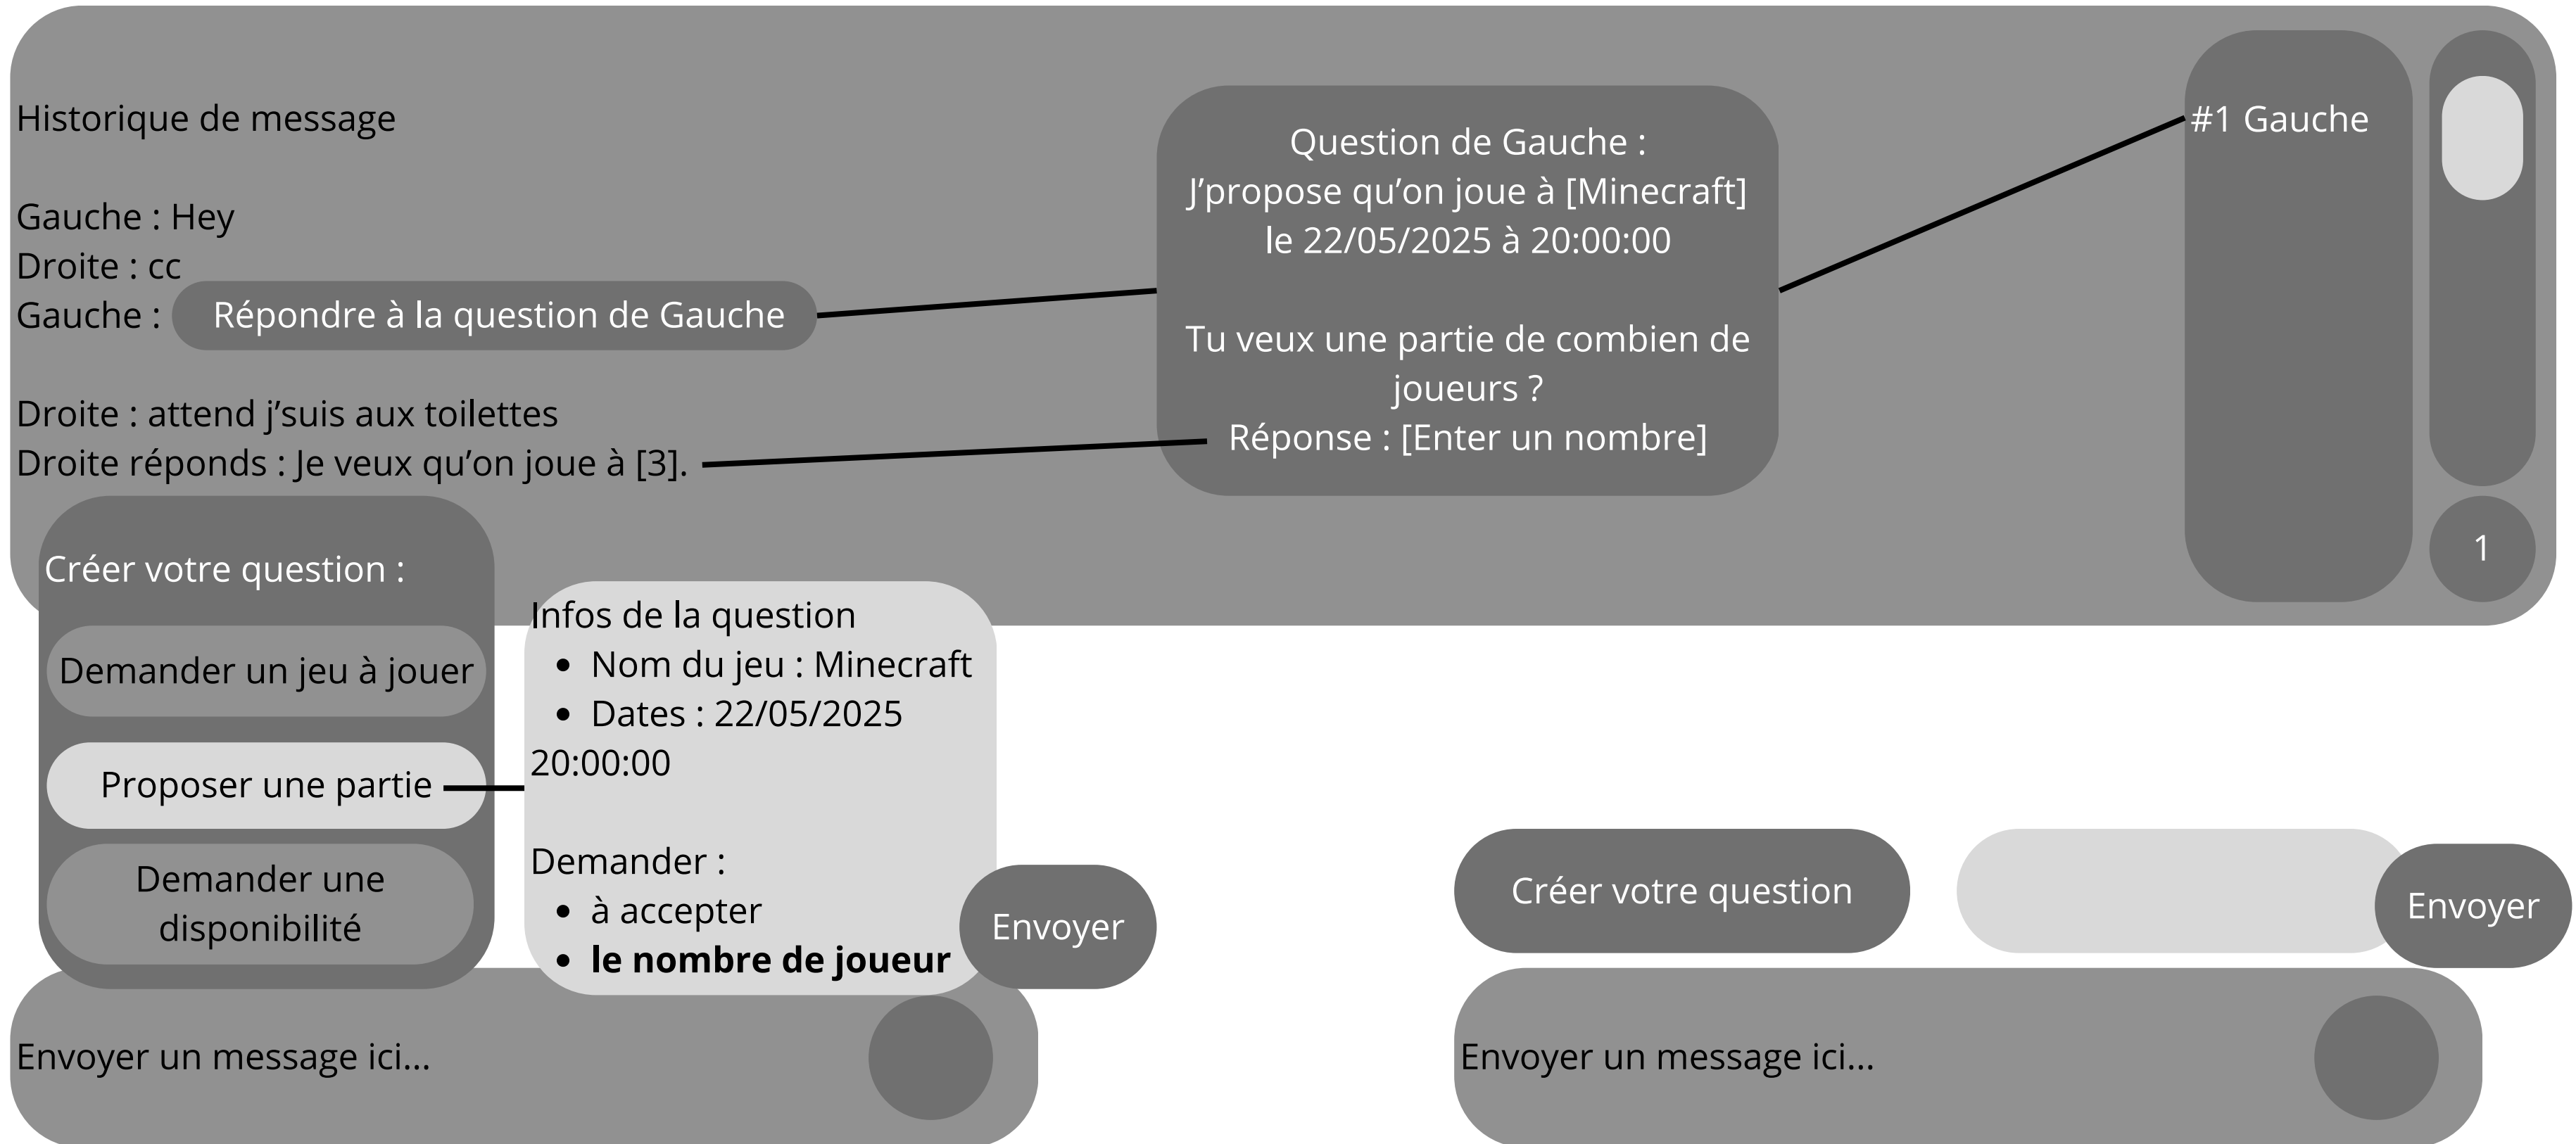 Historique de message
Gauche : Hey
Droite : cc
Gauche : Répondre à la question de Gauche
Droite : attend j’suis aux toilettes
Droite réponds : Je veux qu’on joue à [3].
Question de Gauche :
J’propose qu’on joue à [Minecraft]
le 22/05/2025 à 20:00:00
Tu veux une partie de combien de
joueurs ?
Réponse : [Enter un nombre]
#1 Gauche
1
Créer votre question :
Demander un jeu à jouer
Proposer une partie
Demander une
disponibilité
Infos de la question
• Nom du jeu : Minecraft
• Dates : 22/05/2025
20:00:00
Demander :
• à accepter
• le nombre de joueur
Envoyer
Envoyer un message ici...
Créer votre question
Envoyer
Envoyer un message ici...